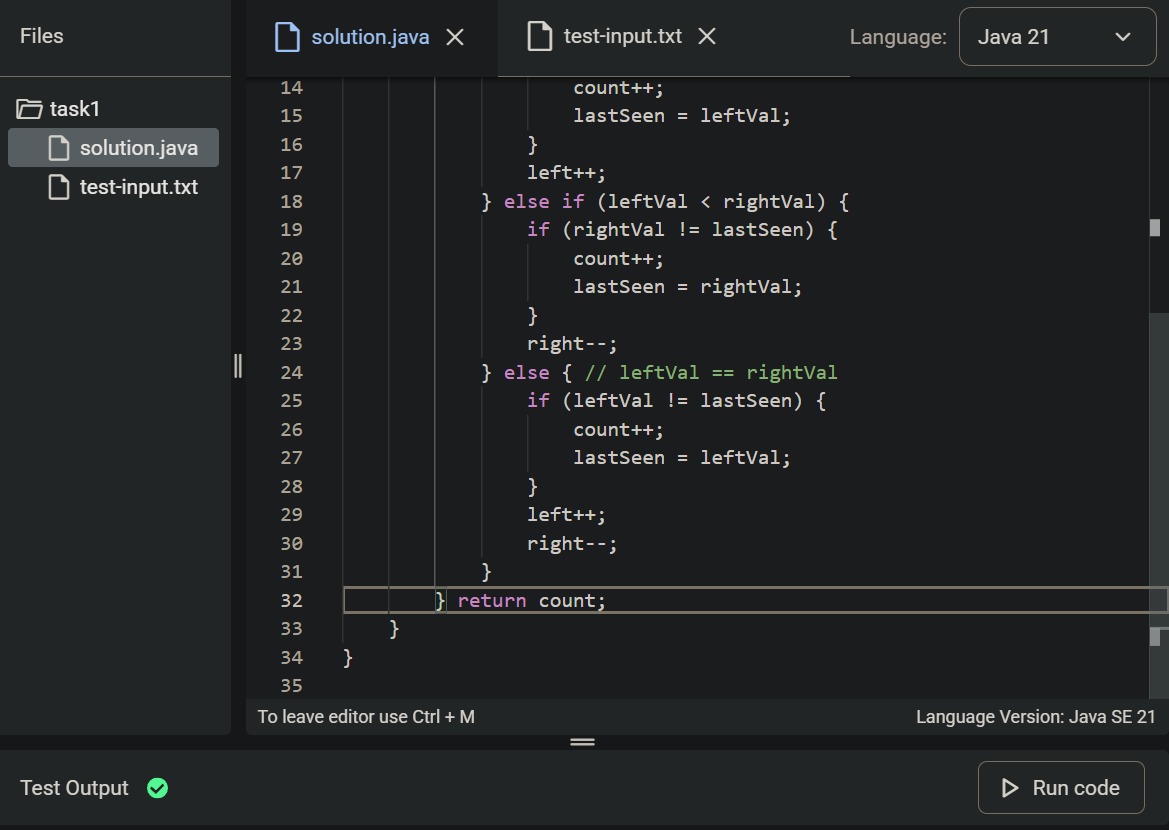 Files
solution.java
test-input.txt
Language:
Java 21
task1
solution.java
test-input.txt
14 count++;
15 lastSeen = leftVal;
16 }
17 left++;
18 } else if (leftVal < rightVal) {
19 if (rightVal != lastSeen) {
20 count++;
21 lastSeen = rightVal;
22 }
23 right--;
24 } else { // leftVal == rightVal
25 if (leftVal != lastSeen) {
26 count++;
27 lastSeen = leftVal;
28 }
29 left++;
30 right--;
31 }
32 } return count;
33 }
34 }
35
To leave editor use Ctrl + M
Language Version: Java SE 21
Test Output
Run code